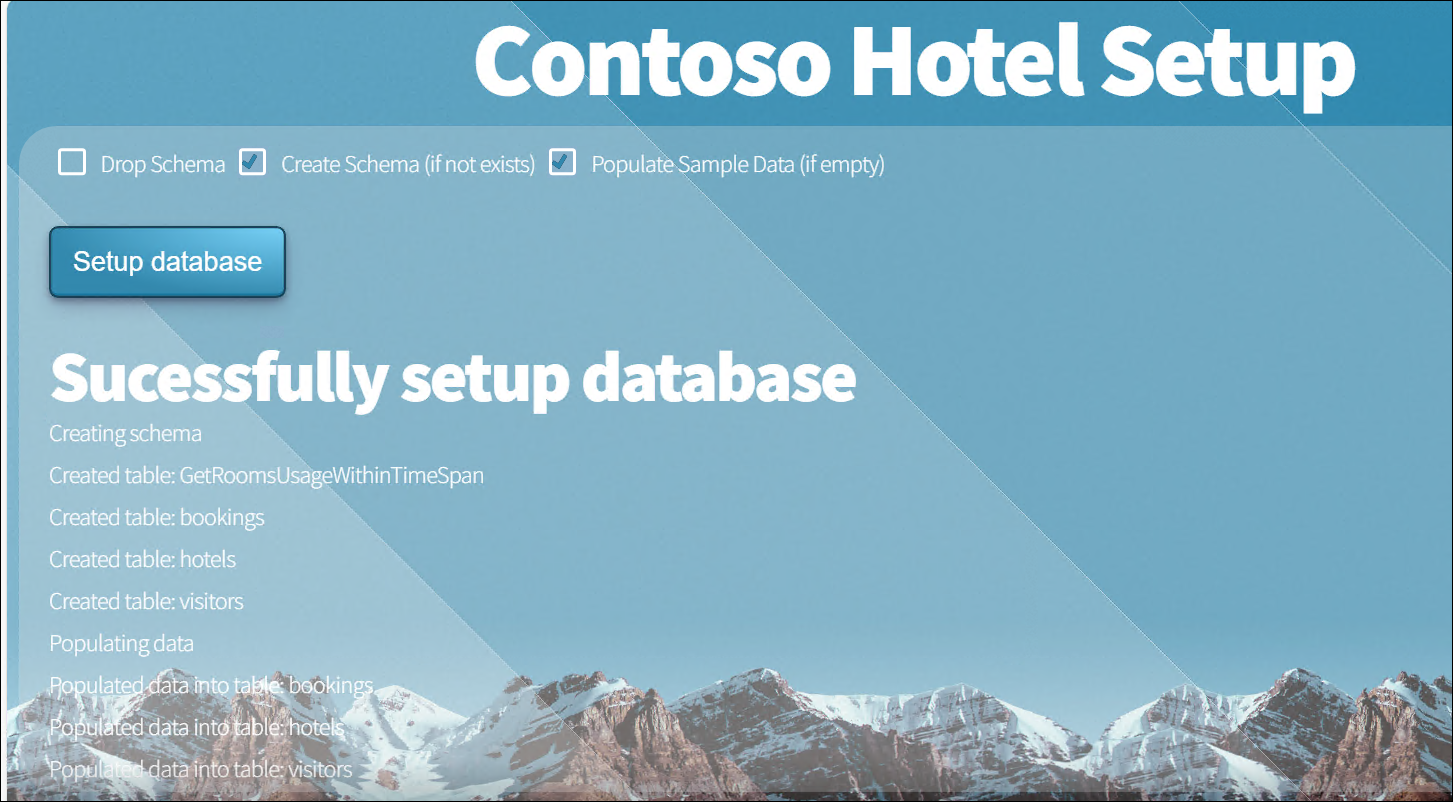 Contoso Hotel Setup
Drop Schema Create Schema (if not exists) Populate Sample Data (if empty)
Setup database
Sucessfully setup database
Creating schema
Created table: GetRoomsUsageWithinTimeSpan
Created table: bookings
Created table: hotels
Created table: visitors
Populating data
Populated data into table: bookings
Populated data into table: hotels
Populated data into table: visitors